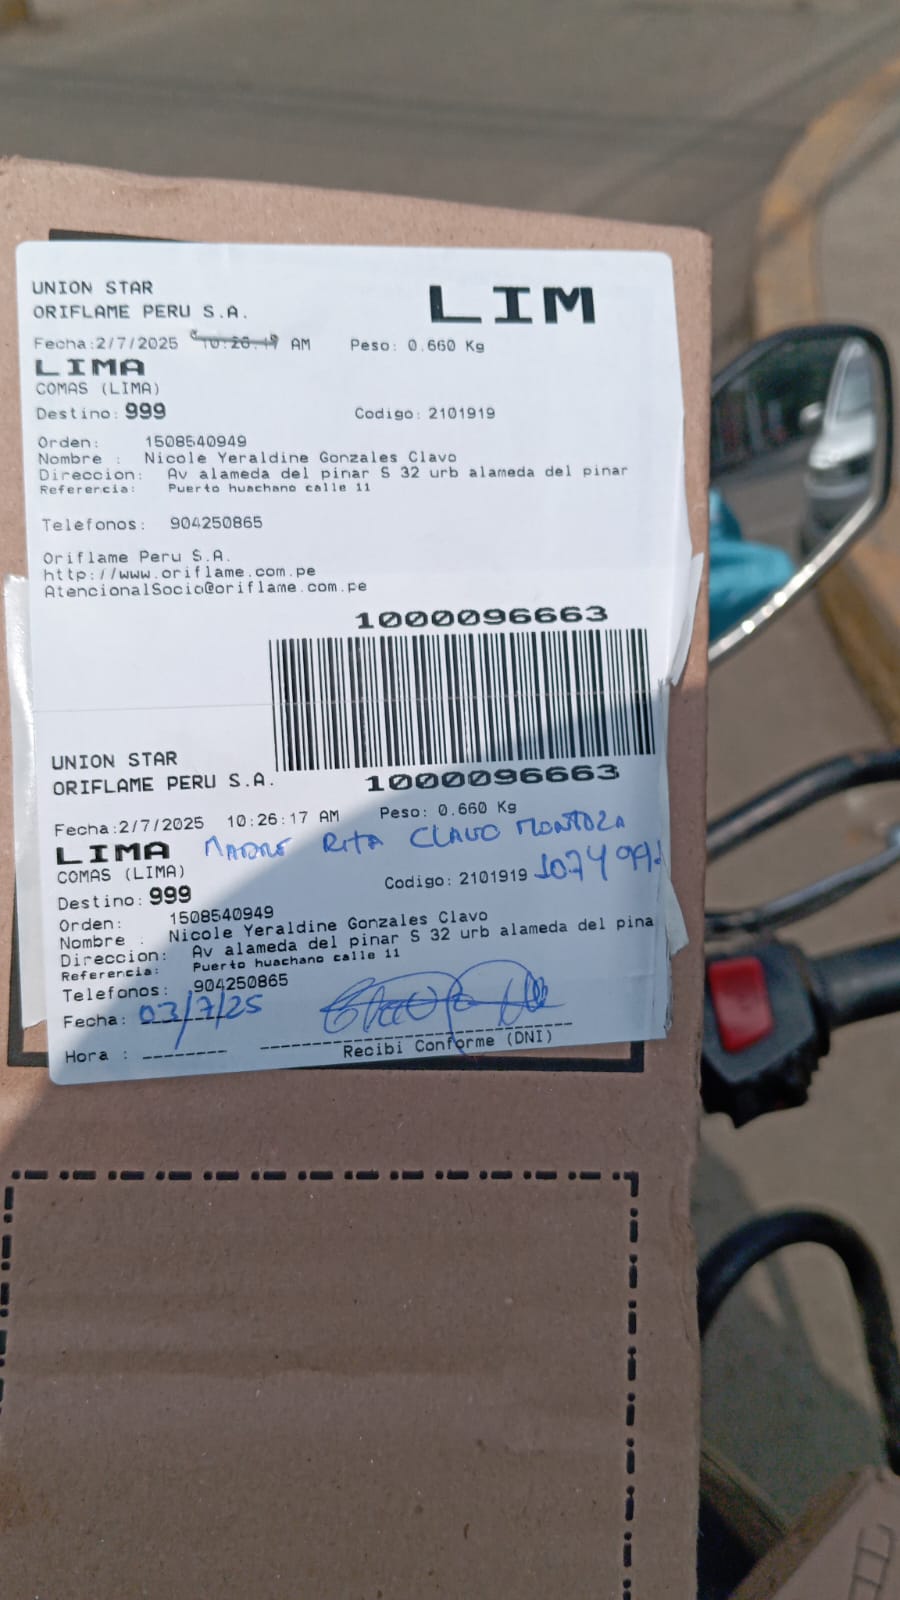 UNION STAR
ORIFLAME PERU S.A.
LIM
Fecha:2/7/2025 10:26:17 AM Peso: 0.660 Kg
LIMA
COMAS (LIMA)
Destino: 999 Codigo: 2101919
Orden: 1508540949
Nombre : Nicole Yeraldine Gonzales Clavo
Direccion: Av alameda del pinar S 32 urb alameda del pinar
Referencia: Puerto huachano calle 11
Telefonos: 904250865
Oriflame Peru S.A.
http://www.oriflame.com.pe
AtencionalSocio@oriflame.com.pe
1000096663
1000096663
UNION STAR
ORIFLAME PERU S.A.
Fecha:2/7/2025 10:26:17 AM Peso: 0.660 Kg
LIMA MADRE RITA CLAVO MONTOZA
COMAS (LIMA)
Destino: 999 Codigo: 2101919
Orden: 1508540949
Nombre : Nicole Yeraldine Gonzales Clavo
Direccion: Av alameda del pinar S 32 urb alameda del pina
Referencia: Puerto huachano calle 11
Telefonos: 904250865
Fecha: 03/7/25
Hora : --------
Recibi Conforme (DNI)